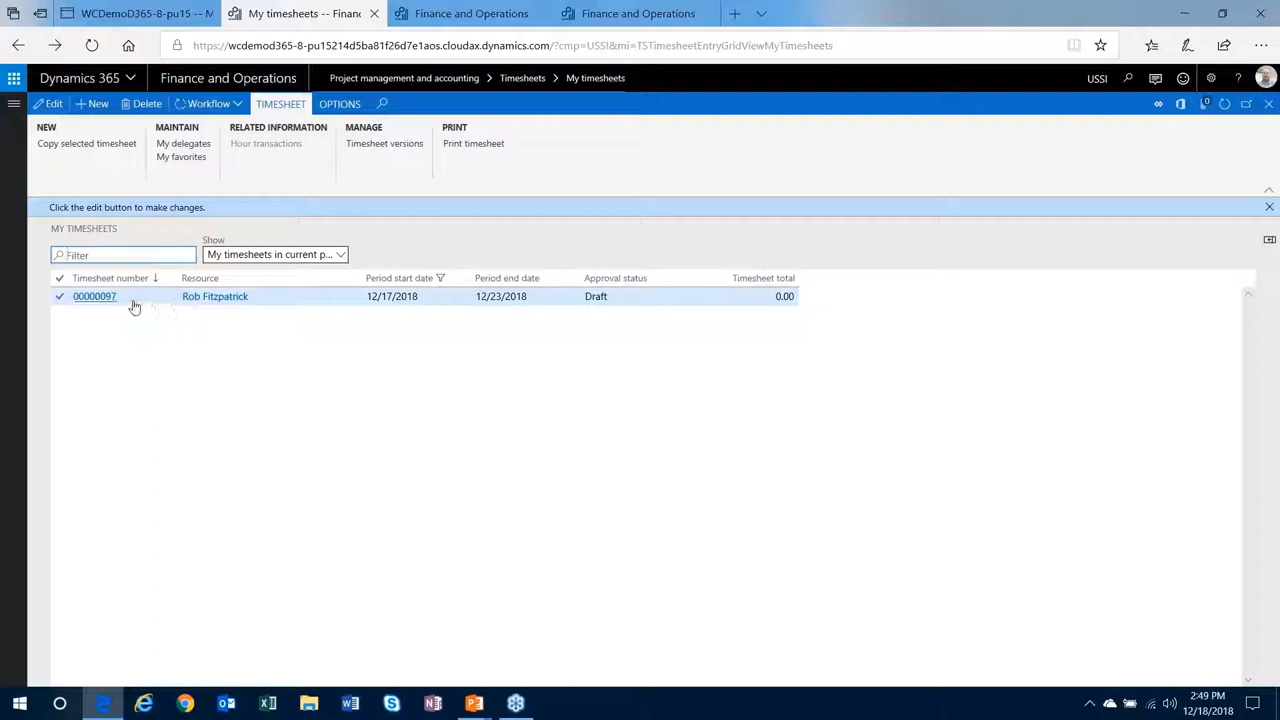 WCDemoD365-8-pu15 -- M
My timesheets -- Financ
Finance and Operations
Finance and Operations
https://wcdemod365-8-pu15214d5ba81f26d7e1aos.cloudax.dynamics.com/?cmp=USSI&mi=TSTimesheetEntryGridViewMyTimesheets
Dynamics 365
Finance and Operations
Project management and accounting > Timesheets > My timesheets
USSI
Edit
+ New
Delete
Workflow
TIMESHEET
OPTIONS
0
NEW
Copy selected timesheet
MAINTAIN
My delegates
My favorites
RELATED INFORMATION
Hour transactions
MANAGE
Timesheet versions
PRINT
Print timesheet
Click the edit button to make changes.
MY TIMESHEETS
Show
Filter
My timesheets in current p...
Timesheet number Resource Period start date Period end date Approval status Timesheet total
00000097 Rob Fitzpatrick 12/17/2018 12/23/2018 Draft 0.00
2:49 PM
12/18/2018